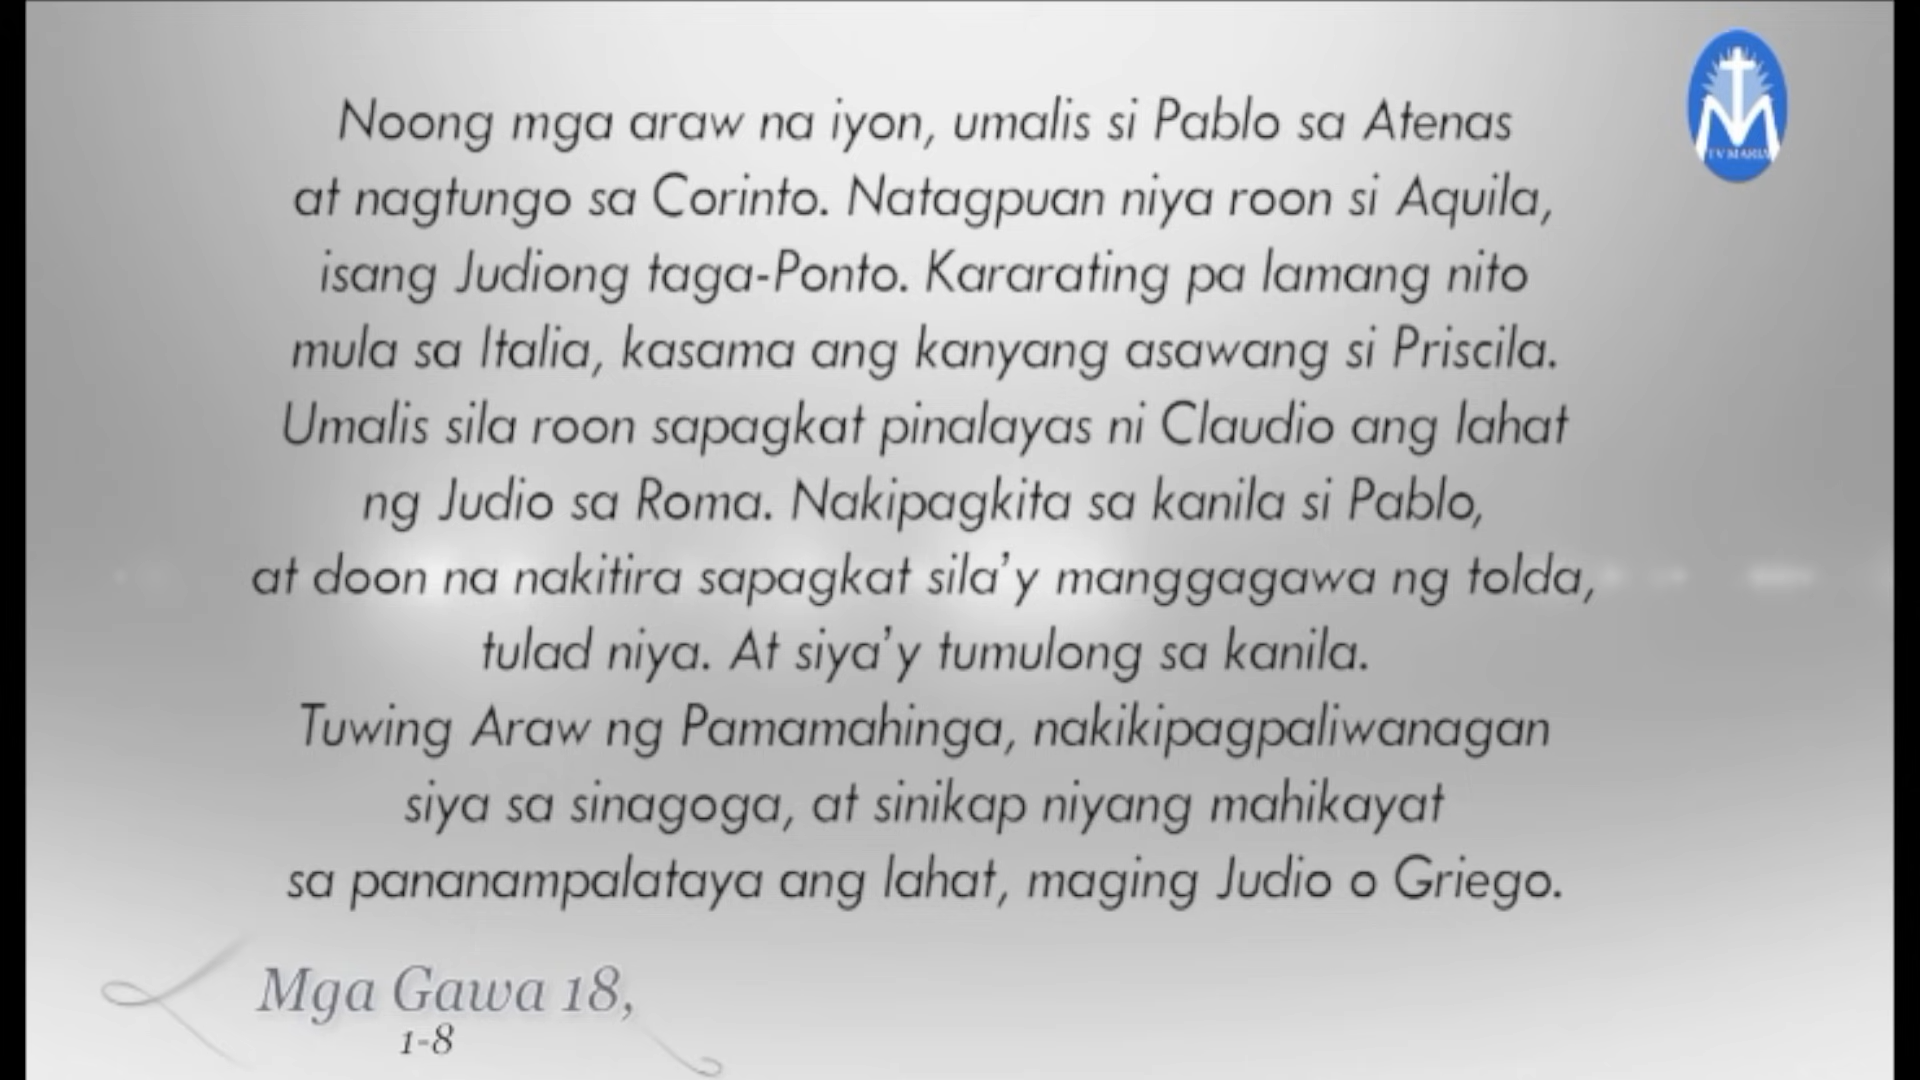 Noong mga araw na iyon, umalis si Pablo sa Atenas
at nagtungo sa Corinto. Natagpuan niya roon si Aquila,
isang Judiong taga-Ponto. Kararating pa lamang nito
mula sa Italia, kasama ang kanyang asawang si Priscila.
Umalis sila roon sapagkat pinalayas ni Claudio ang lahat
ng Judio sa Roma. Nakipagkita sa kanila si Pablo,
at doon na nakitira sapagkat sila’y manggagawa ng tolda,
tulad niya. At siya’y tumulong sa kanila.
Tuwing Araw ng Pamamahinga, nakikipagpaliwanagan
siya sa sinagoga, at sinikap niyang mahikayat
sa pananampalataya ang lahat, maging Judio o Griego.
Mga Gawa 18,
1-8
TV MARIA